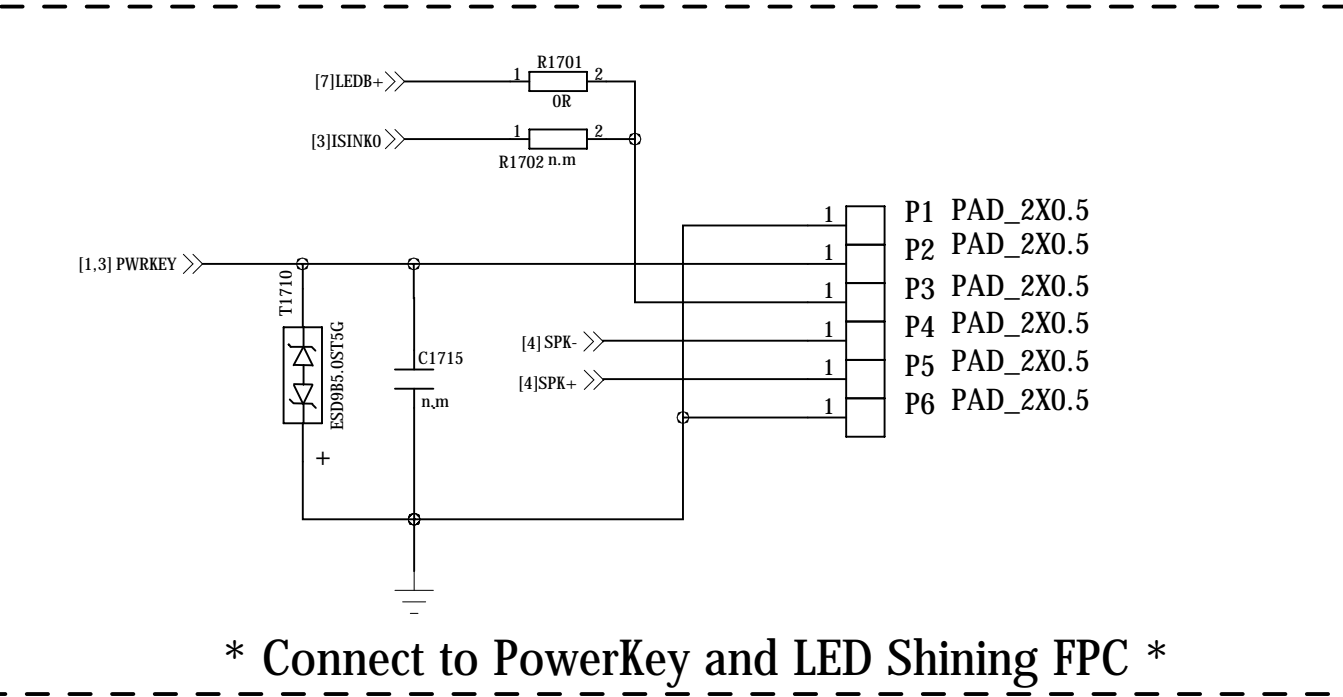 R1701
[7]LEDB+ 1 2
0R
[3]ISINK0 1 2
R1702 n.m
1 P1 PAD_2X0.5
1 P2 PAD_2X0.5
[1,3] PWRKEY
T1710
1 P3 PAD_2X0.5
[4] SPK- 1 P4 PAD_2X0.5
ESD9B5.0ST5G
C1715
[4]SPK+ 1 P5 PAD_2X0.5
n.m
1 P6 PAD_2X0.5
+
* Connect to PowerKey and LED Shining FPC *